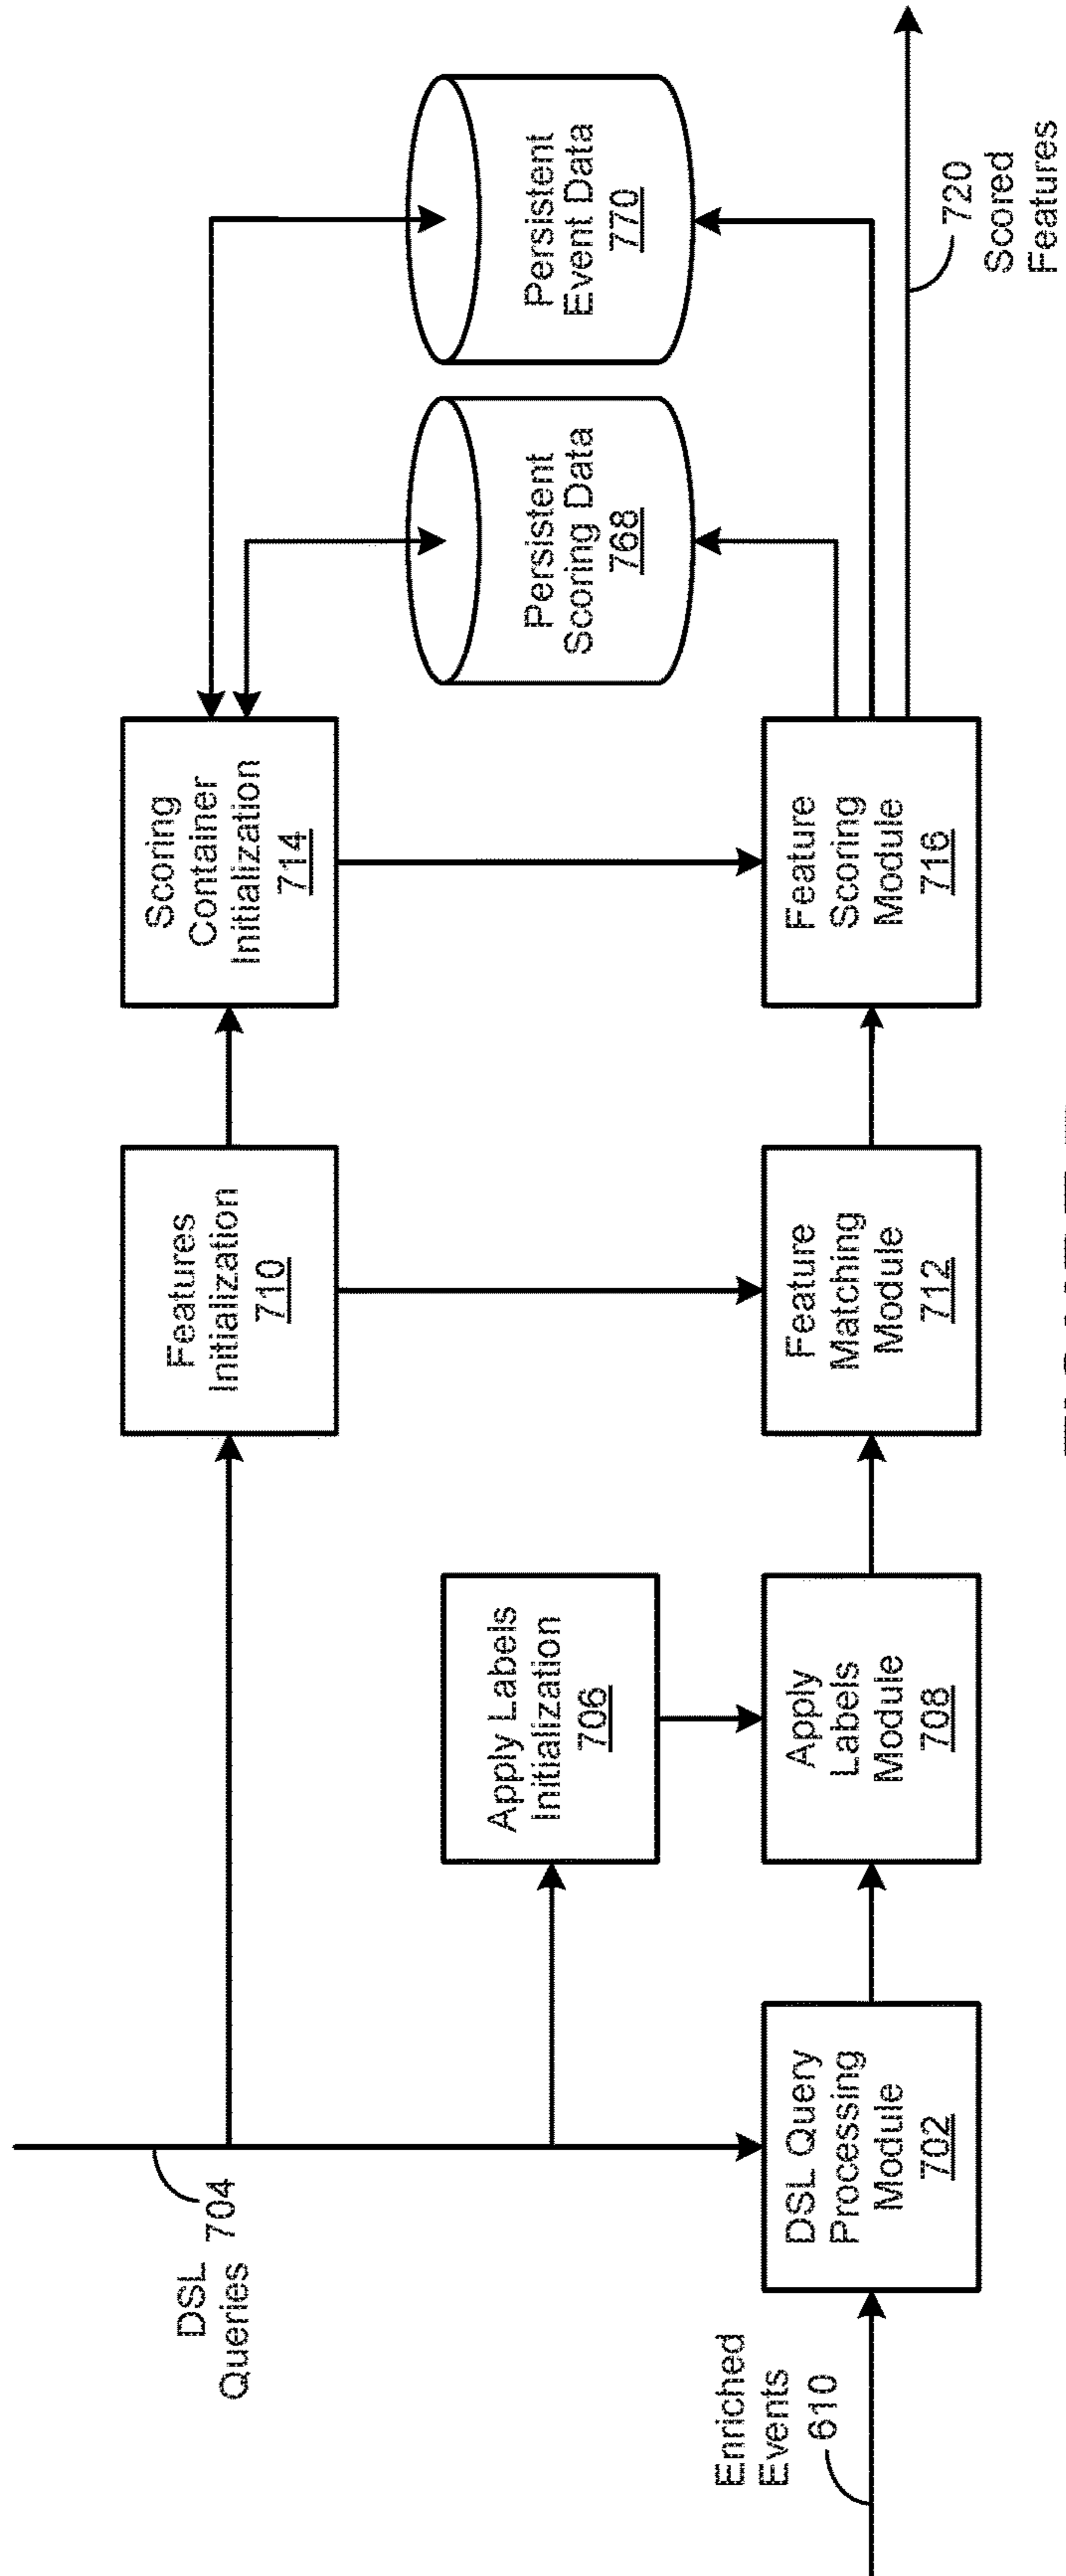 DSL
Queries 704
Enriched
Events
610
DSL Query
Processing
Module
702
Apply Labels
Initialization
706
Apply
Labels
Module
708
Features
Initialization
710
Feature
Matching
Module
712
Scoring
Container
Initialization
714
Feature
Scoring
Module
716
Persistent
Scoring Data
768
Persistent
Event Data
770
720
Scored
Features